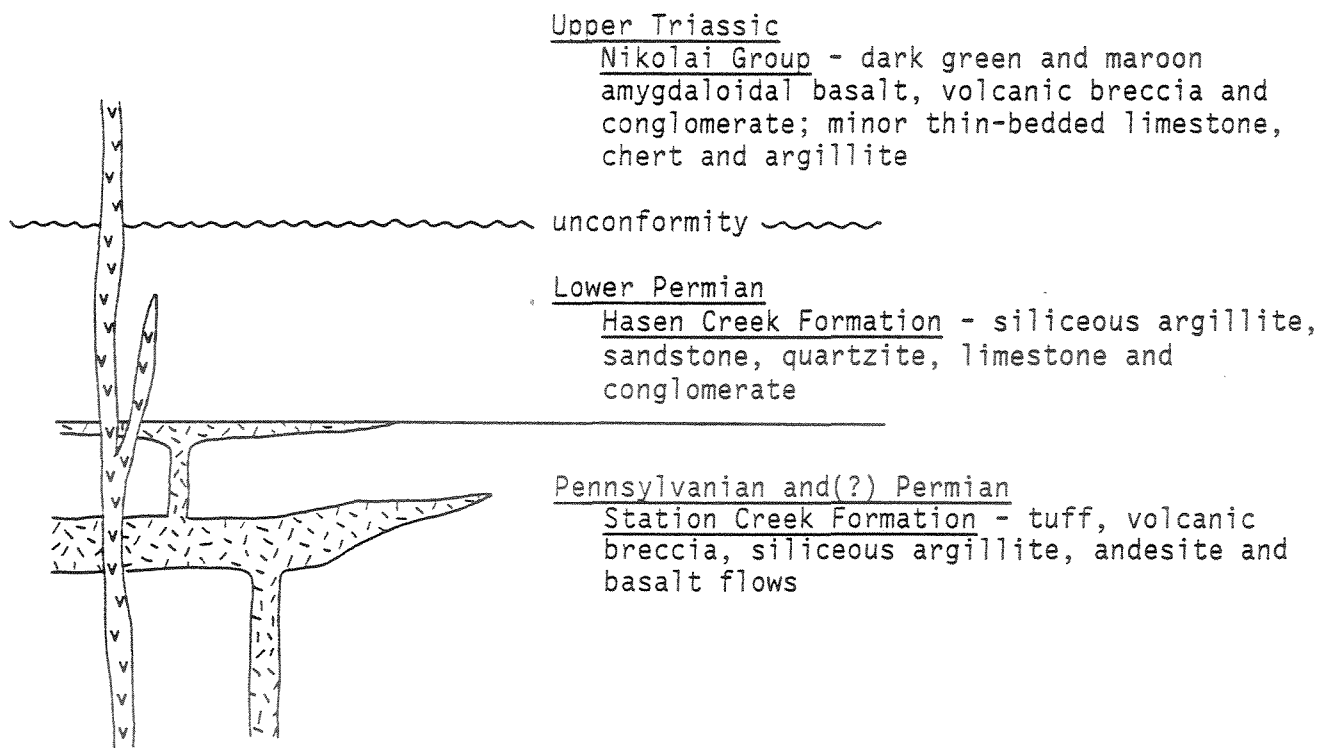 Upper Triassic
Nikolai Group - dark green and maroon
amygdaloidal basalt, volcanic breccia and
conglomerate; minor thin-bedded limestone,
chert and argillite
unconformity
Lower Permian
Hasen Creek Formation - siliceous argillite,
sandstone, quartzite, limestone and
conglomerate
Pennsylvanian and(?) Permian
Station Creek Formation - tuff, volcanic
breccia, siliceous argillite, andesite and
basalt flows